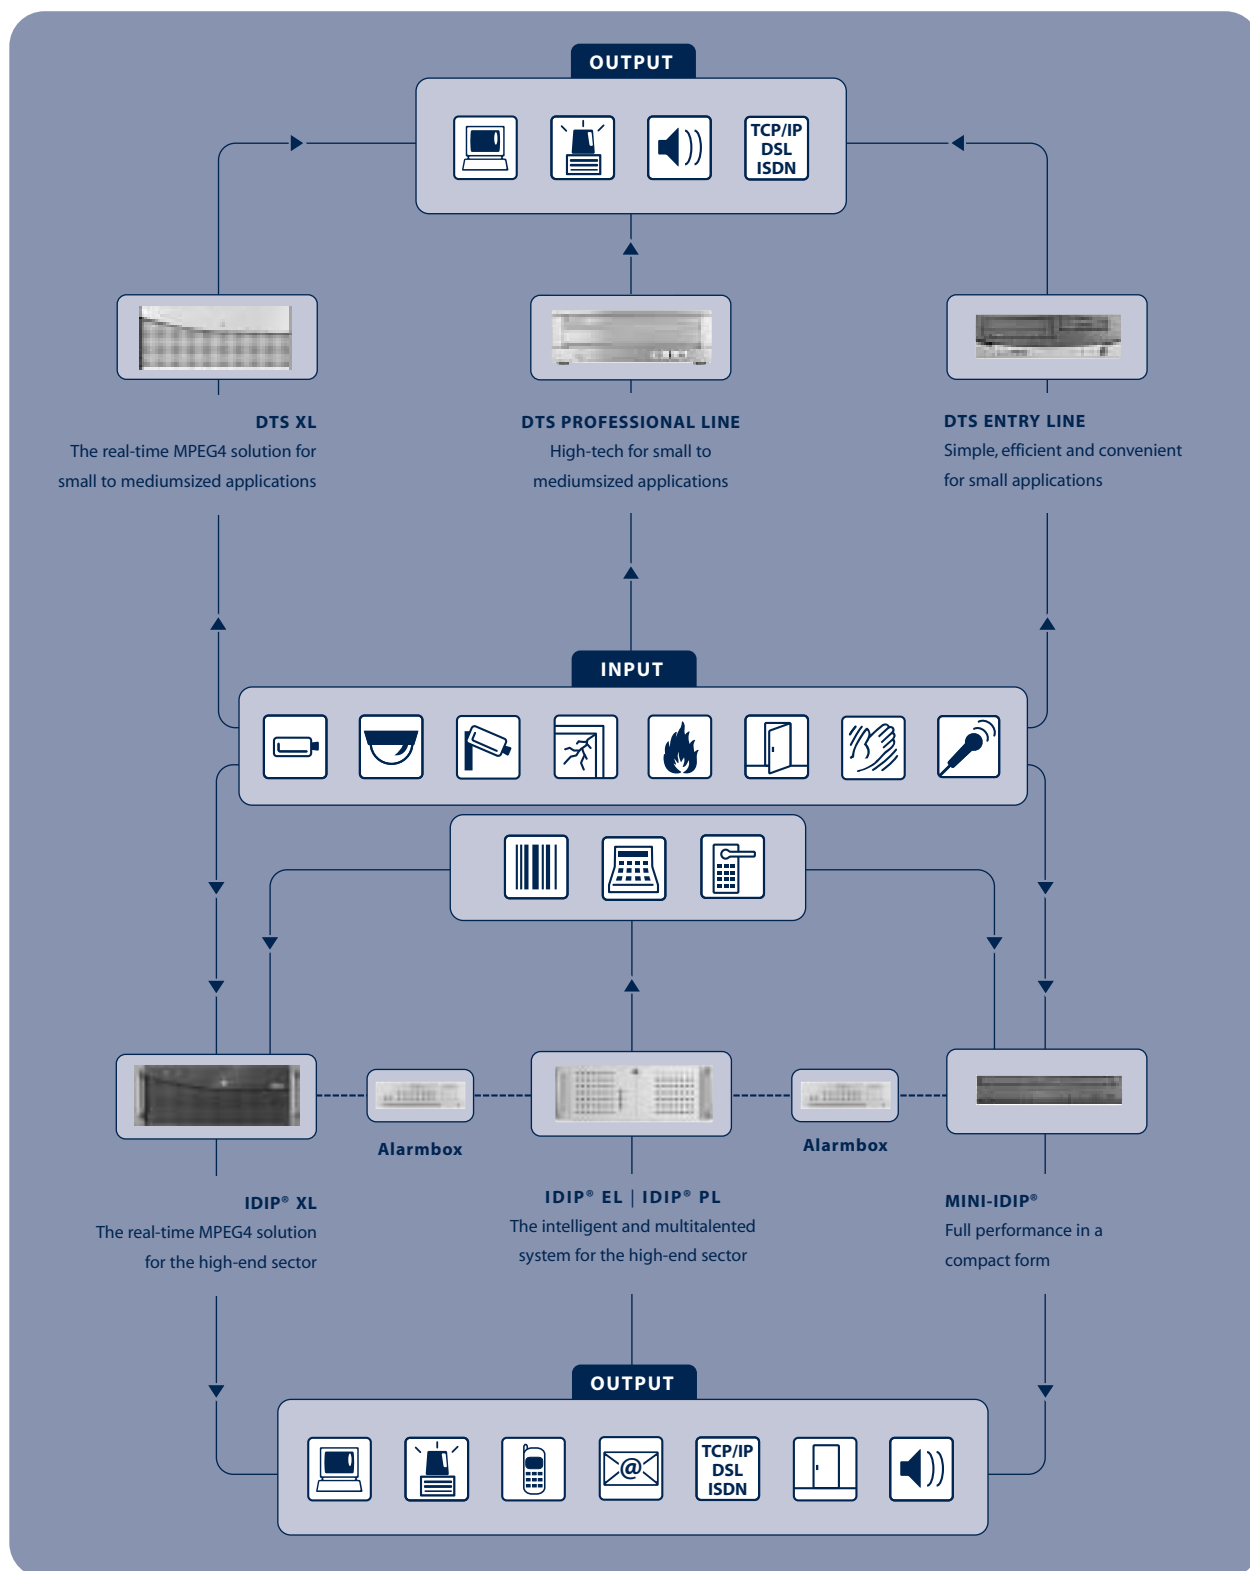 OUTPUT
TCP/IP
DSL
ISDN
DTS XL
The real-time MPEG4 solution for
small to mediumsized applications
DTS PROFESSIONAL LINE
High-tech for small to
mediumsized applications
DTS ENTRY LINE
Simple, efficient and convenient
for small applications
INPUT
Alarmbox
Alarmbox
IDIP® XL
The real-time MPEG4 solution
for the high-end sector
IDIP® EL | IDIP® PL
The intelligent and multitalented
system for the high-end sector
MINI-IDIP®
Full performance in a
compact form
OUTPUT
@
TCP/IP
DSL
ISDN